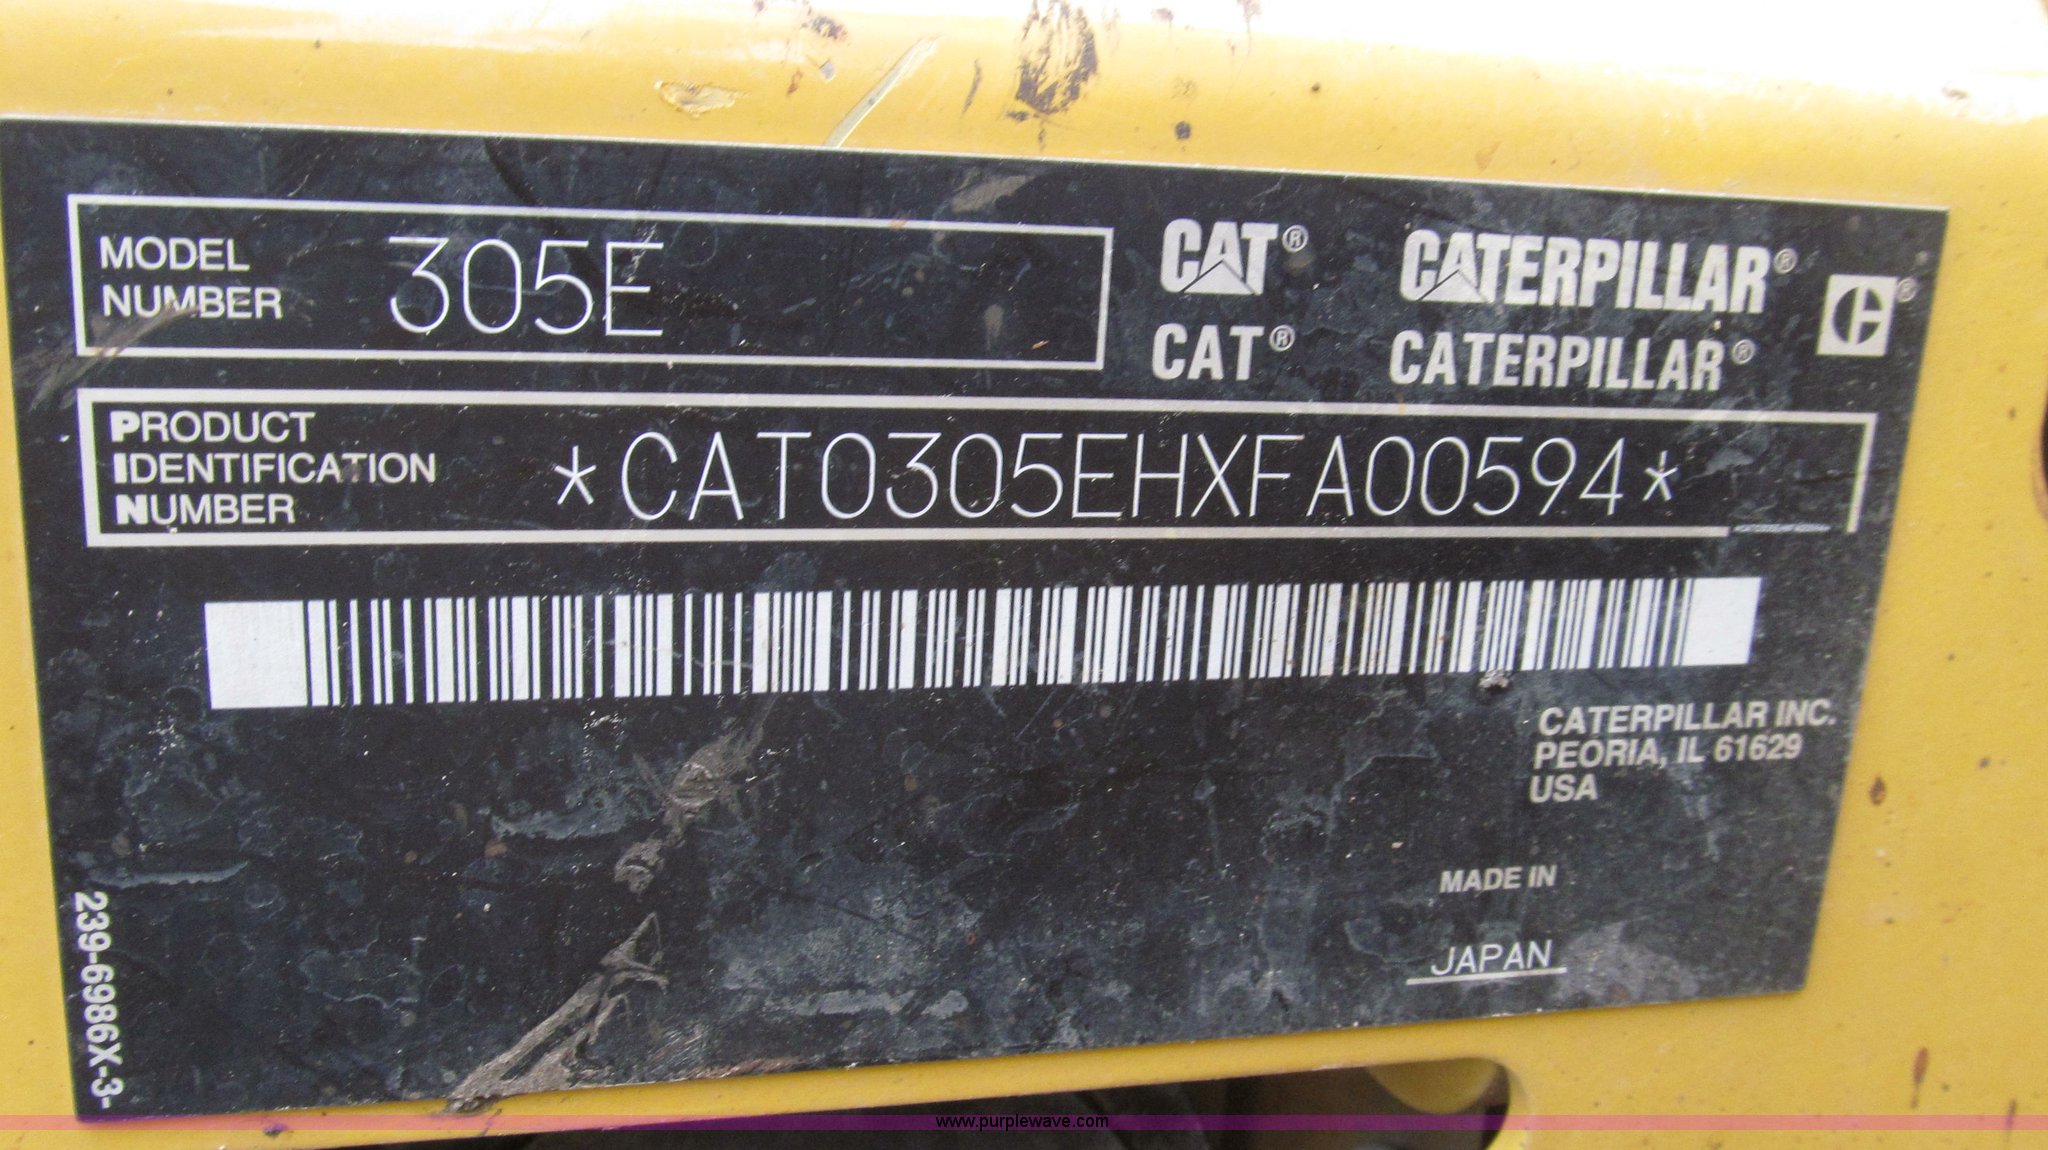 MODEL
NUMBER
305E
CAT® CATERPILLAR®
CAT® CATERPILLAR®
PRODUCT
IDENTIFICATION
NUMBER
*CAT0305EHXFA00594*
CATERPILLAR INC.
PEORIA, IL 61629
USA
MADE IN
JAPAN
239-6986X-3-
www.purplewave.com